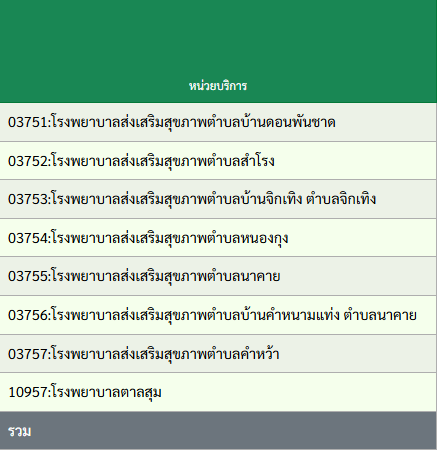 หน่วยบริการ
03751:โรงพยาบาลส่งเสริมสุขภาพตำบลบ้านดอนพันชาด
03752:โรงพยาบาลส่งเสริมสุขภาพตำบลสำโรง
03753:โรงพยาบาลส่งเสริมสุขภาพตำบลบ้านจิกเทิง ตำบลจิกเทิง
03754:โรงพยาบาลส่งเสริมสุขภาพตำบลหนองกุง
03755:โรงพยาบาลส่งเสริมสุขภาพตำบลนาคาย
03756:โรงพยาบาลส่งเสริมสุขภาพตำบลบ้านคำหนามแท่ง ตำบลนาคาย
03757:โรงพยาบาลส่งเสริมสุขภาพตำบลคำหว้า
10957:โรงพยาบาลตาลสุม
รวม